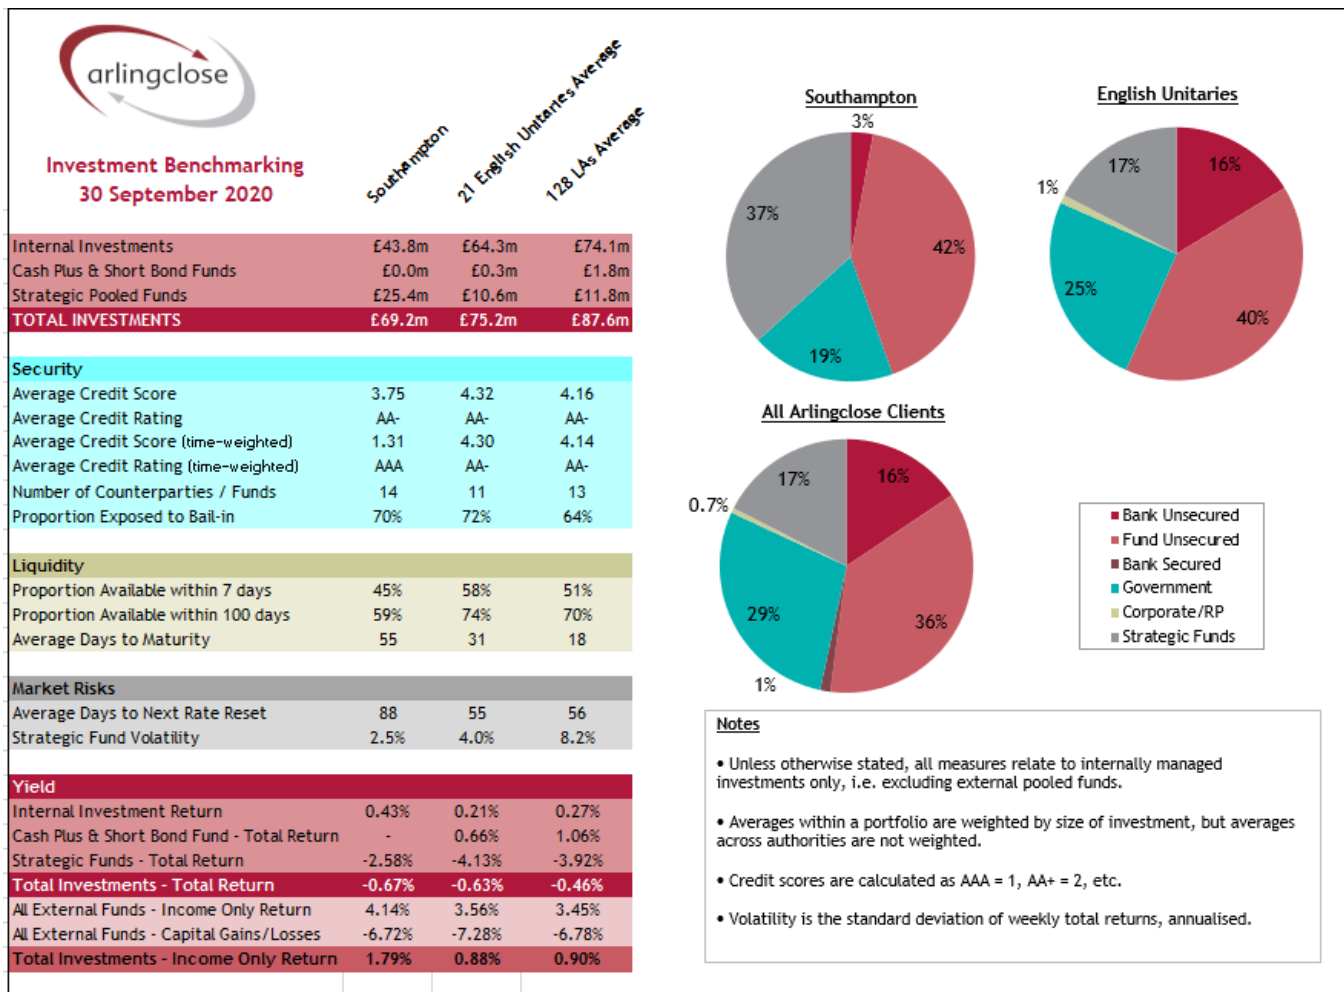 arlingclose
Investment Benchmarking
30 September 2020
Southampton
21 English Unitaries Average
128 LAs Average
Internal Investments £43.8m £64.3m £74.1m
Cash Plus & Short Bond Funds £0.0m £0.3m £1.8m
Strategic Pooled Funds £25.4m £10.6m £11.8m
TOTAL INVESTMENTS £69.2m £75.2m £87.6m
Security
Average Credit Score 3.75 4.32 4.16
Average Credit Rating AA- AA- AA-
Average Credit Score (time-weighted) 1.31 4.30 4.14
Average Credit Rating (time-weighted) AAA AA- AA-
Number of Counterparties / Funds 14 11 13
Proportion Exposed to Bail-in 70% 72% 64%
Liquidity
Proportion Available within 7 days 45% 58% 51%
Proportion Available within 100 days 59% 74% 70%
Average Days to Maturity 55 31 18
Market Risks
Average Days to Next Rate Reset 88 55 56
Strategic Fund Volatility 2.5% 4.0% 8.2%
Yield
Internal Investment Return 0.43% 0.21% 0.27%
Cash Plus & Short Bond Fund - Total Return - 0.66% 1.06%
Strategic Funds - Total Return -2.58% -4.13% -3.92%
Total Investments - Total Return -0.67% -0.63% -0.46%
All External Funds - Income Only Return 4.14% 3.56% 3.45%
All External Funds - Capital Gains/Losses -6.72% -7.28% -6.78%
Total Investments - Income Only Return 1.79% 0.88% 0.90%
Southampton
3%
42%
19%
37%
English Unitaries
16%
40%
25%
1%
17%
All Arlingclose Clients
16%
36%
1%
29%
0.7%
17%
Bank Unsecured
Fund Unsecured
Bank Secured
Government
Corporate/RP
Strategic Funds
Notes
• Unless otherwise stated, all measures relate to internally managed
investments only, i.e. excluding external pooled funds.
• Averages within a portfolio are weighted by size of investment, but averages
across authorities are not weighted.
• Credit scores are calculated as AAA = 1, AA+ = 2, etc.
• Volatility is the standard deviation of weekly total returns, annualised.